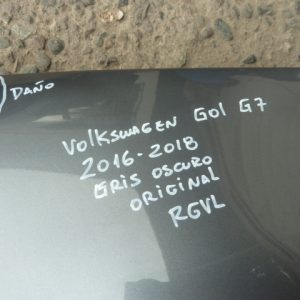 DAÑO
VOLKSWAGEN GOL G7
2016-2018
GRIS OSCURO
ORIGINAL
RGVL